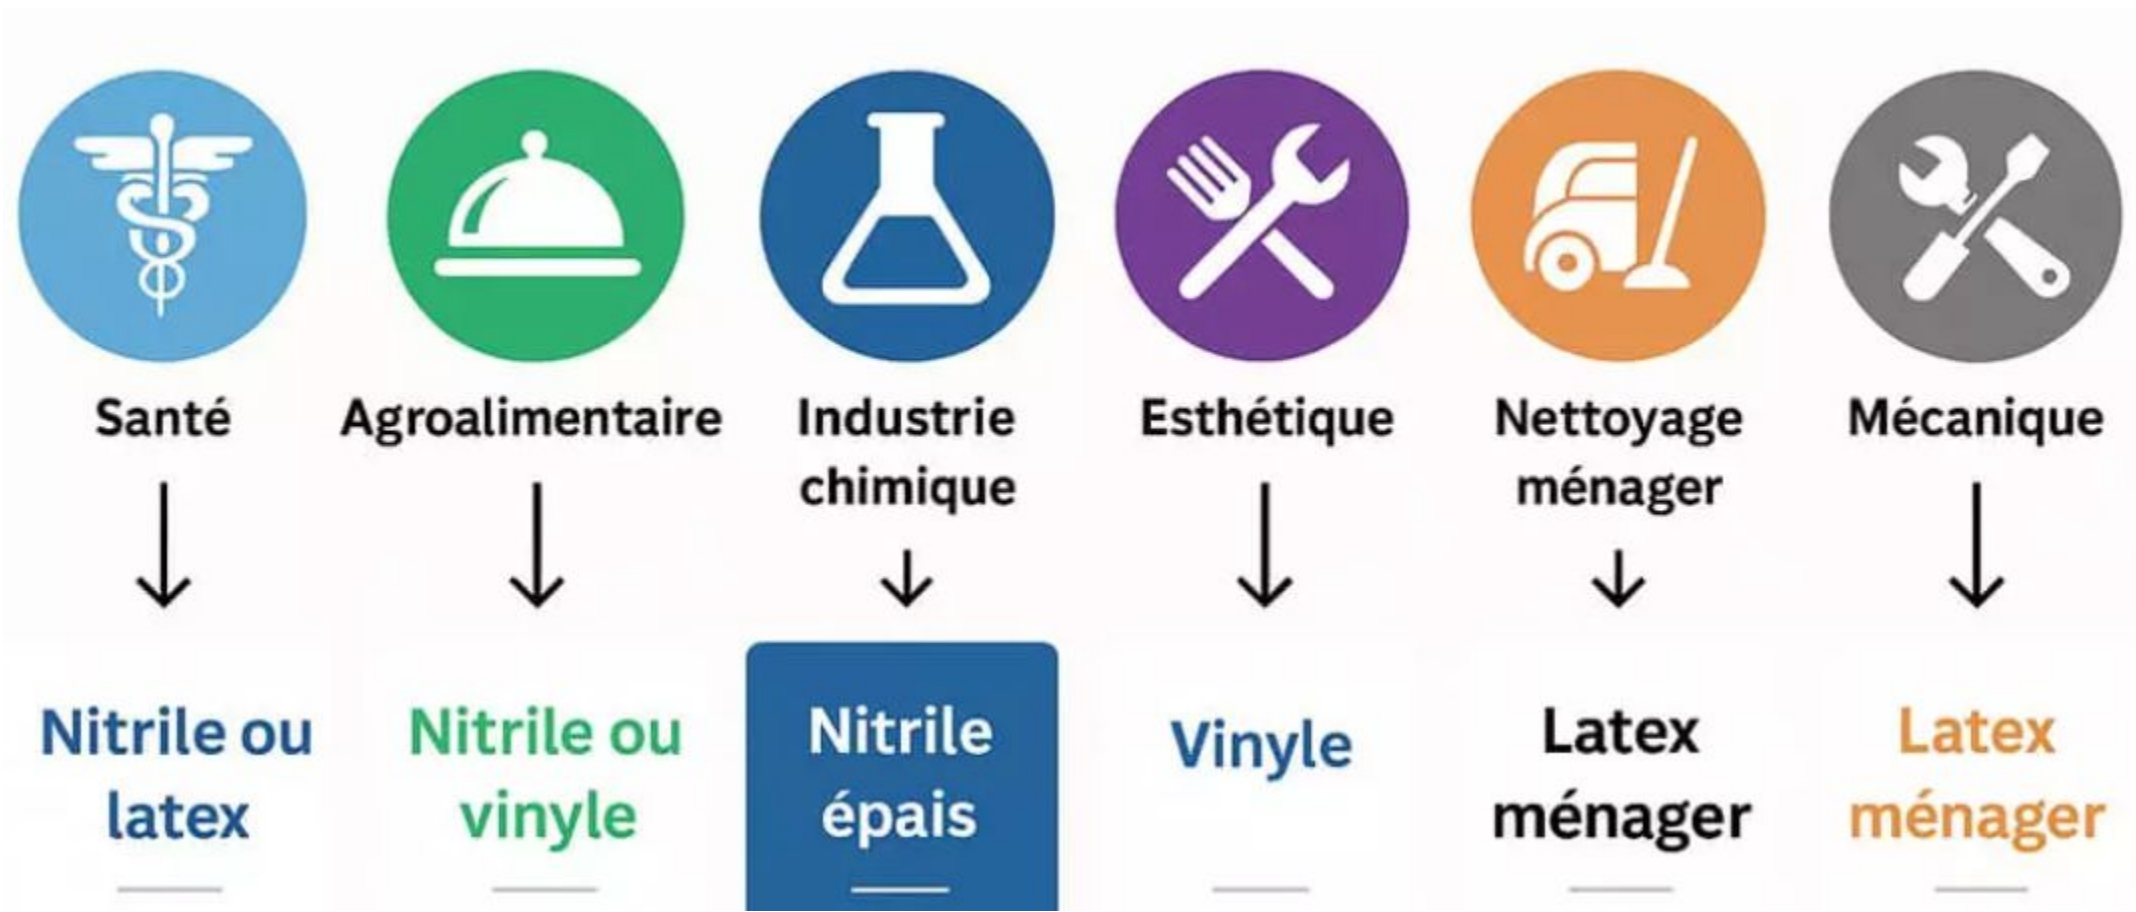 Santé
Agroalimentaire
Industrie
chimique
Esthétique
Nettoyage
ménager
Mécanique
Nitrile ou
latex
Nitrile ou
vinyle
Nitrile
épais
Vinyle
Latex
ménager
Latex
ménager